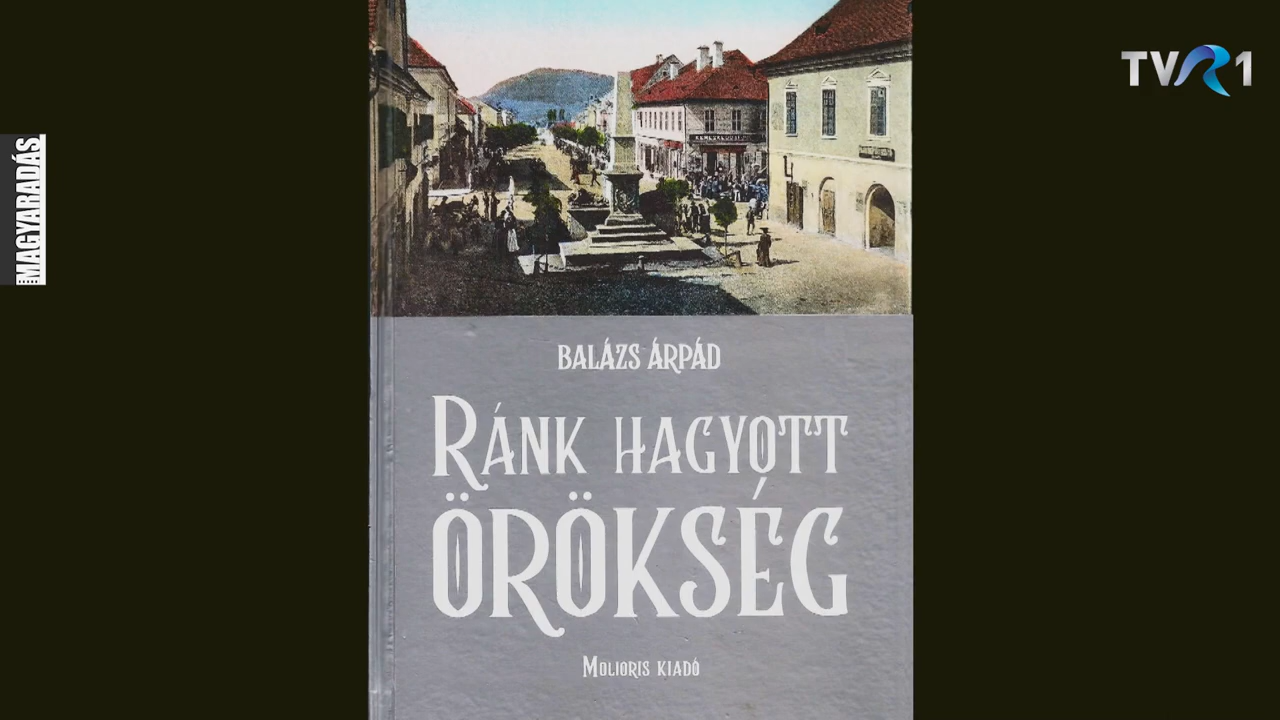 TVR1
MAGYARADÁS
BALÁZS ÁRPÁD
RÁNK HAGYOTT
ÖRÖKSÉG
MOLIORIS KIADÓ